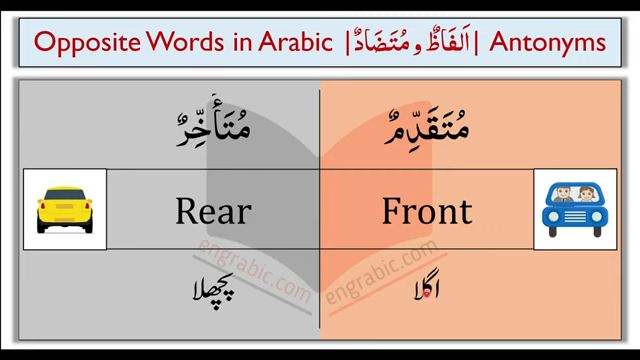 Opposite Words in Arabic |اَلفَاظٌ و مُتَضَادٌ| Antonyms
مُتَقَدِّمٌ مُتَأَخِّرٌ
Rear Front
اگلا پچھلا
engrabic.com engrabic.com